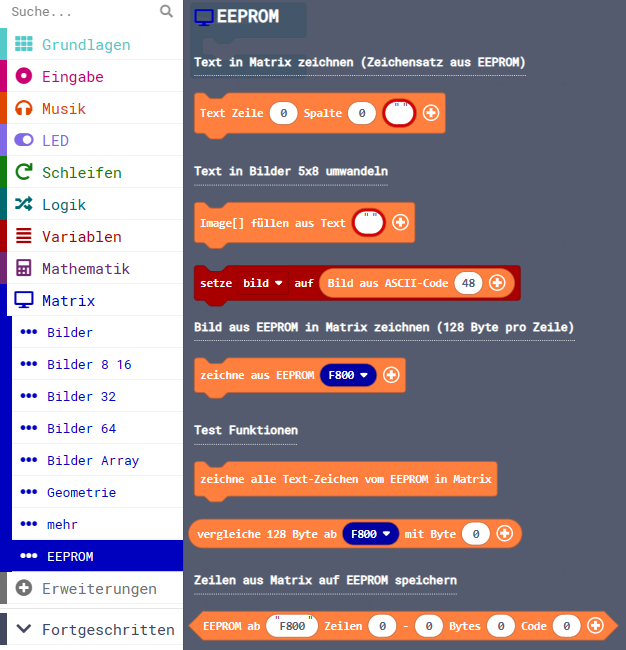 Suche...
Grundlagen
Eingabe
Musik
LED
Schleifen
Logik
Variablen
Mathematik
Matrix
Bilder
Bilder 8 16
Bilder 32
Bilder 64
Bilder Array
Geometrie
mehr
EEPROM
Erweiterungen
Fortgeschritten
EEPROM
Text in Matrix zeichnen (Zeichensatz aus EEPROM)
Text Zeile 0 Spalte 0 " "
Text in Bilder 5x8 umwandeln
Image[] füllen aus Text " "
setze bild auf Bild aus ASCII-Code 48
Bild aus EEPROM in Matrix zeichnen (128 Byte pro Zeile)
zeichne aus EEPROM F800
Test Funktionen
zeichne alle Text-Zeichen vom EEPROM in Matrix
vergleiche 128 Byte ab F800 mit Byte 0
Zeilen aus Matrix auf EEPROM speichern
EEPROM ab "F800" Zeilen 0 - 0 Bytes 0 Code 0